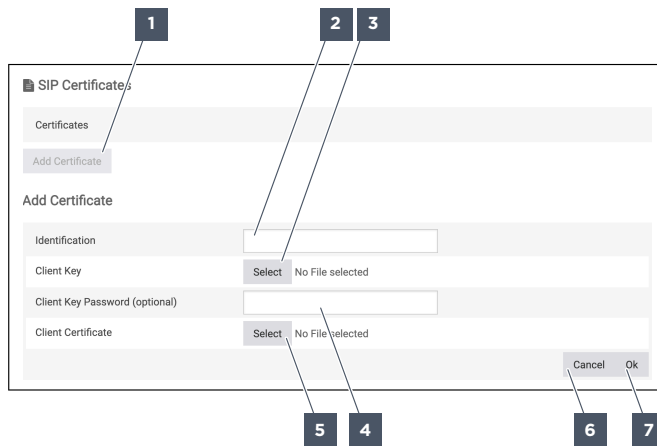 1
2
3
SIP Certificates
Certificates
Add Certificate
Add Certificate
Identification
Client Key
Select No File selected
Client Key Password (optional)
Client Certificate
Select No File selected
Cancel Ok
5
4
6
7